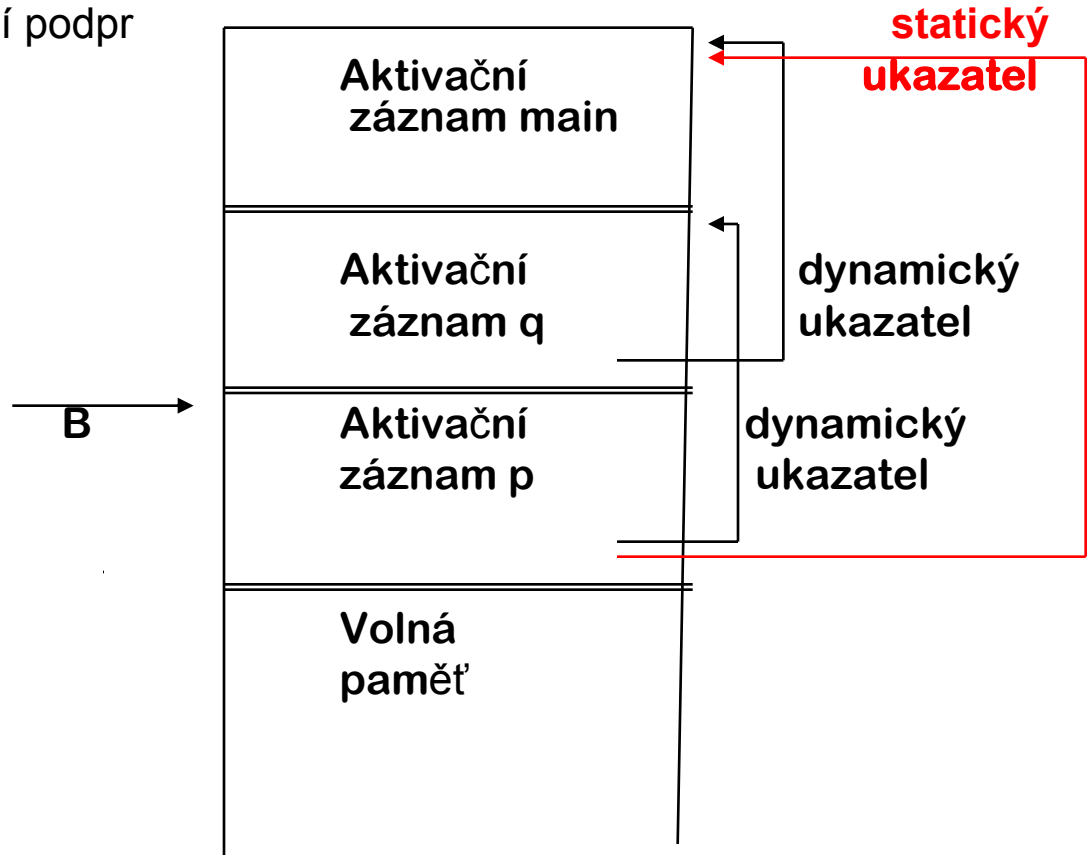 í podpr
statický
ukazatel
Aktivační
záznam main
Aktivační
záznam q
dynamický
ukazatel
B
Aktivační
záznam p
dynamický
ukazatel
Volná
paměť